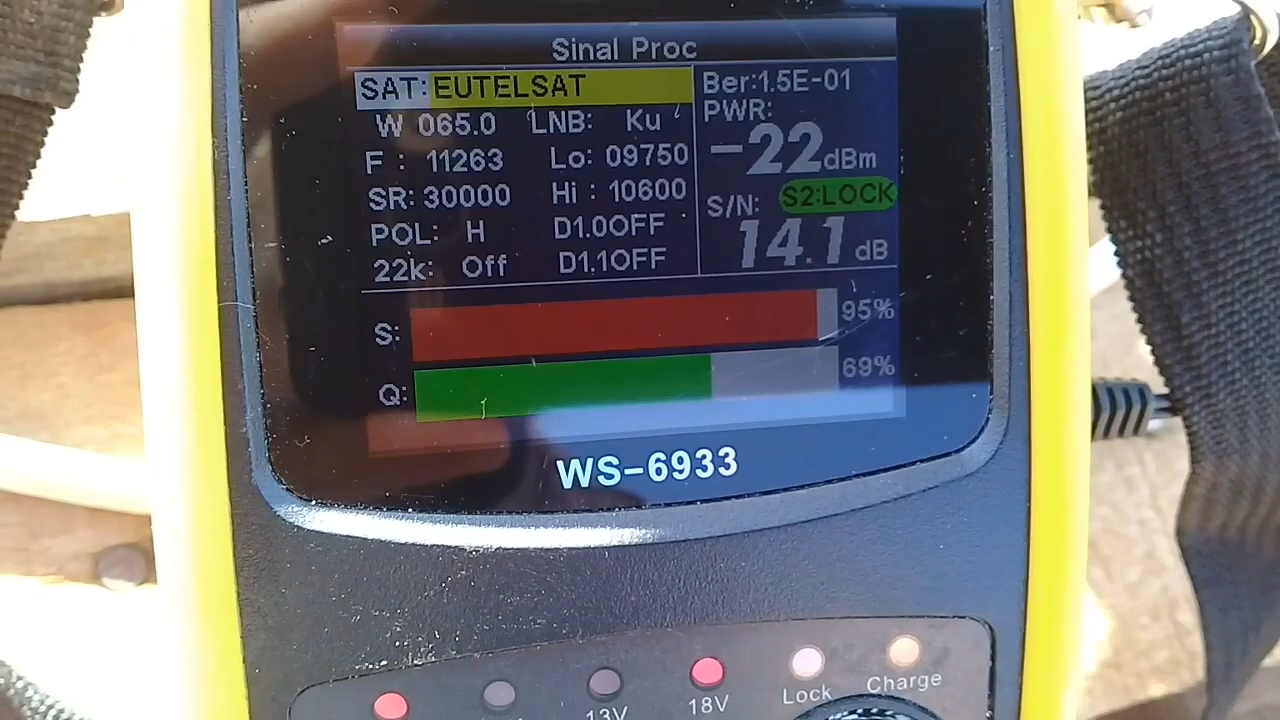 Sinal Proc
SAT: EUTELSAT
W 065.0 LNB: Ku
F : 11263 Lo: 09750
SR: 30000 Hi : 10600
POL: H D1.0OFF
22k: Off D1.1OFF
Ber:1.5E-01
PWR:
-22dBm
S/N: S2:LOCK
14.1 dB
S: 95%
Q: 69%
WS-6933
13V 18V Lock Charge